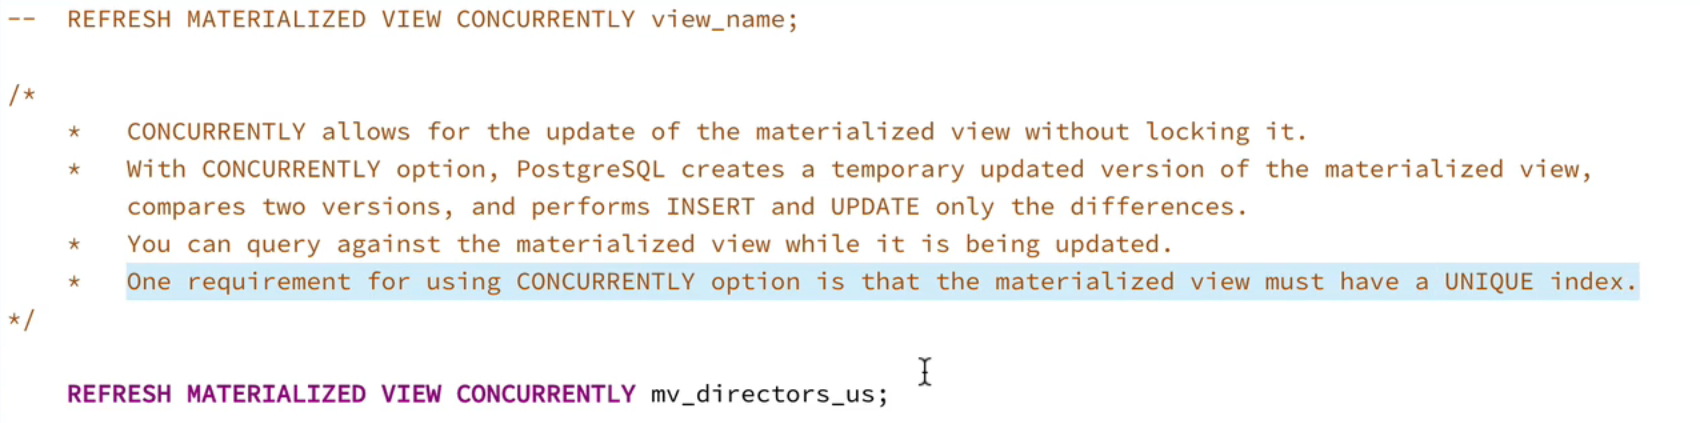 -- REFRESH MATERIALIZED VIEW CONCURRENTLY view_name;
/*
* CONCURRENTLY allows for the update of the materialized view without locking it.
* With CONCURRENTLY option, PostgreSQL creates a temporary updated version of the materialized view,
compares two versions, and performs INSERT and UPDATE only the differences.
* You can query against the materialized view while it is being updated.
* One requirement for using CONCURRENTLY option is that the materialized view must have a UNIQUE index.
*/
REFRESH MATERIALIZED VIEW CONCURRENTLY mv_directors_us;